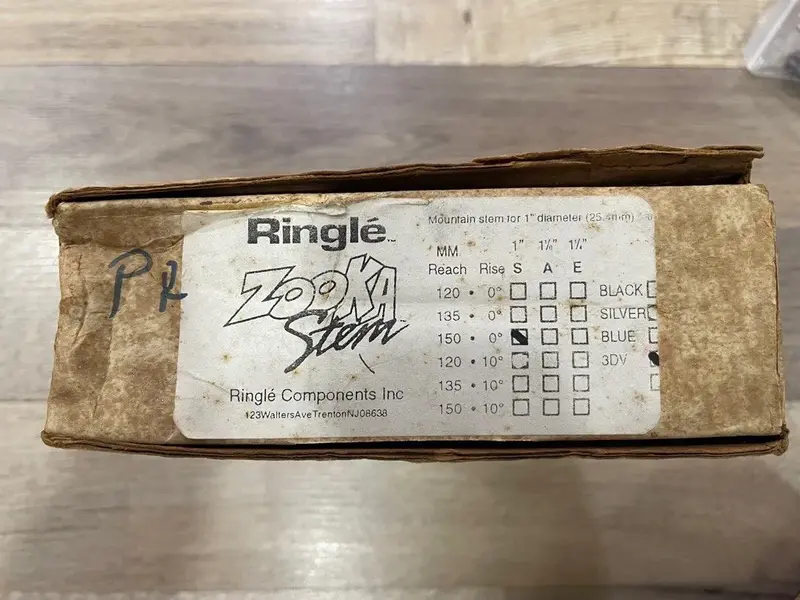 PR
Ringlé™
ZOOKA
Stem
Ringlé Components Inc
123WaltersAveTrentonNJ08638
Mountain stem for 1" diameter (25.4mm)
MM 1" 1⅛" 1¼"
Reach Rise S A E
120 • 0° BLACK
135 • 0° SILVER
150 • 0° BLUE
120 • 10° 3DV
135 • 10°
150 • 10°